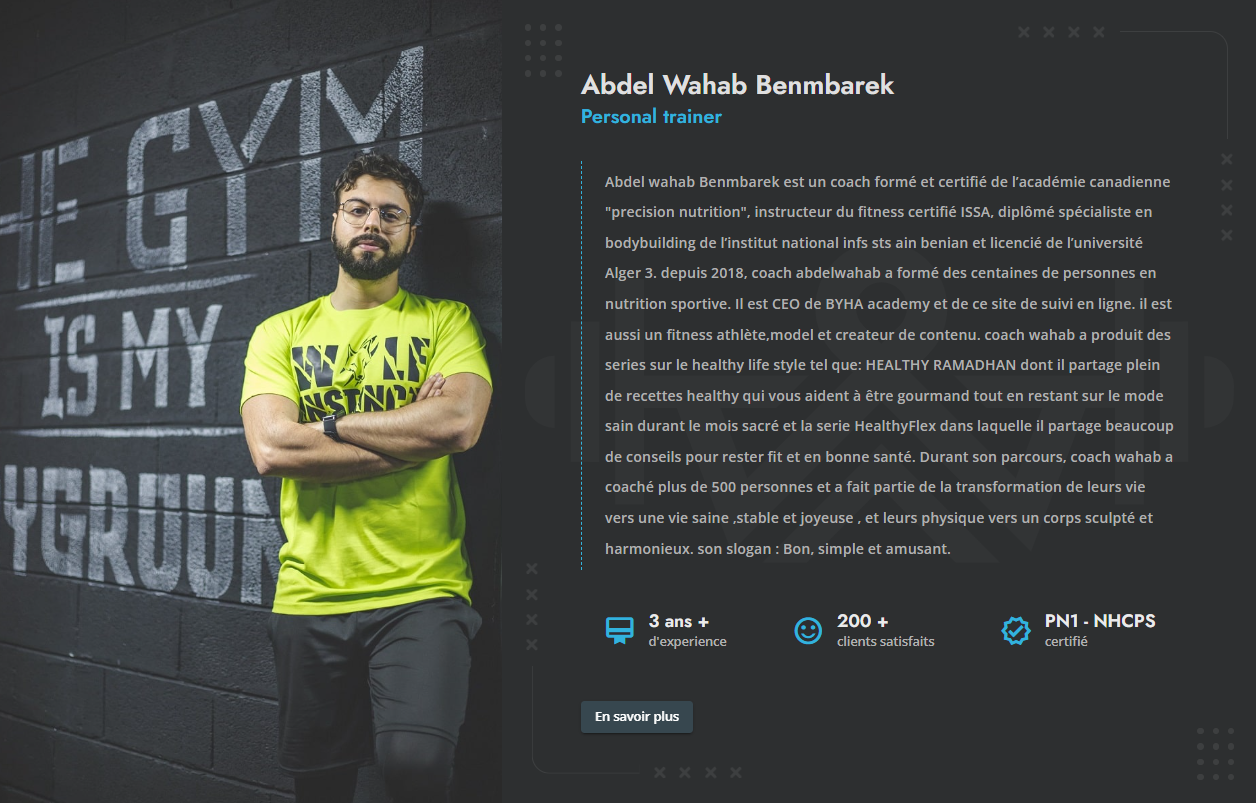 HE GYM
IS MY
YGROUN
INSTINCT
Abdel Wahab Benmbarek
Personal trainer
Abdel wahab Benmbarek est un coach formé et certifié de l’académie canadienne
"precision nutrition", instructeur du fitness certifié ISSA, diplômé spécialiste en
bodybuilding de l’institut national infs sts ain benian et licencié de l’université
Alger 3. depuis 2018, coach abdelwahab a formé des centaines de personnes en
nutrition sportive. Il est CEO de BYHA academy et de ce site de suivi en ligne. il est
aussi un fitness athlète,model et createur de contenu. coach wahab a produit des
series sur le healthy life style tel que: HEALTHY RAMADHAN dont il partage plein
de recettes healthy qui vous aident à être gourmand tout en restant sur le mode
sain durant le mois sacré et la serie HealthyFlex dans laquelle il partage beaucoup
de conseils pour rester fit et en bonne santé. Durant son parcours, coach wahab a
coaché plus de 500 personnes et a fait partie de la transformation de leurs vie
vers une vie saine ,stable et joyeuse , et leurs physique vers un corps sculpté et
harmonieux. son slogan : Bon, simple et amusant.
3 ans +
d'experience
200 +
clients satisfaits
PN1 - NHCPS
certifié
En savoir plus